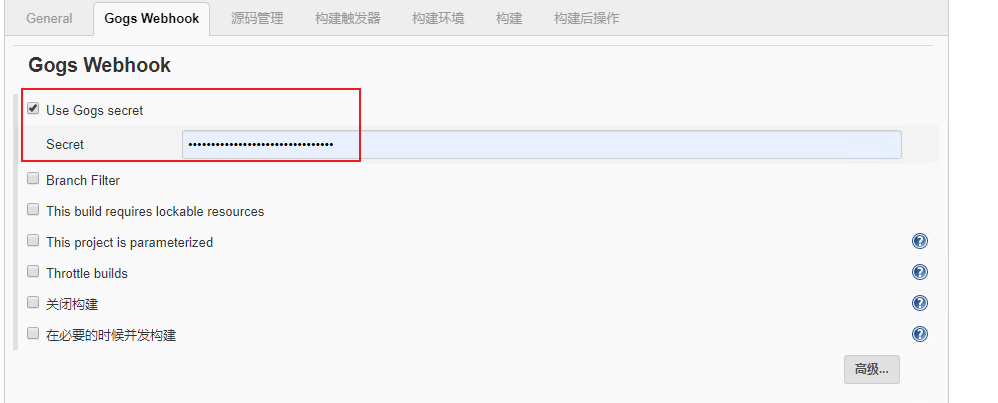 General Gogs Webhook 源码管理 构建触发器 构建环境 构建 构建后操作
Gogs Webhook
Use Gogs secret
Secret ••••••••••••••••••••••••••••••••
Branch Filter
This build requires lockable resources
This project is parameterized
Throttle builds
关闭构建
在必要的时候并发构建
高级...